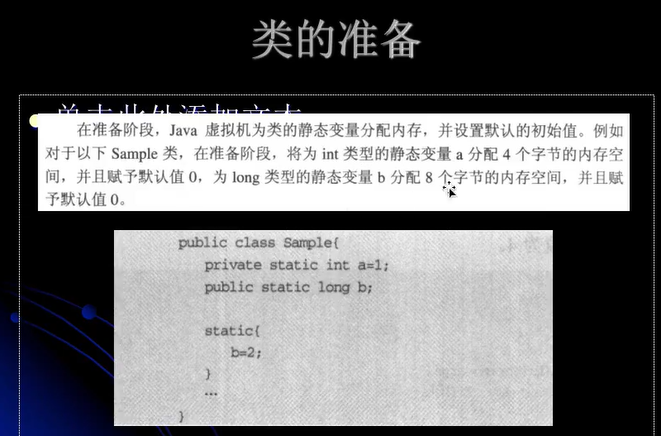 类的准备
单击此处添加文本
在准备阶段，Java 虚拟机为类的静态变量分配内存，并设置默认的初始值。例如
对于以下 Sample 类，在准备阶段，将为 int 类型的静态变量 a 分配 4 个字节的内存空
间，并且赋予默认值 0，为 long 类型的静态变量 b 分配 8 个字节的内存空间，并且赋
予默认值 0。
public class Sample{
private static int a=1;
public static long b;
static{
b=2;
}
…
}